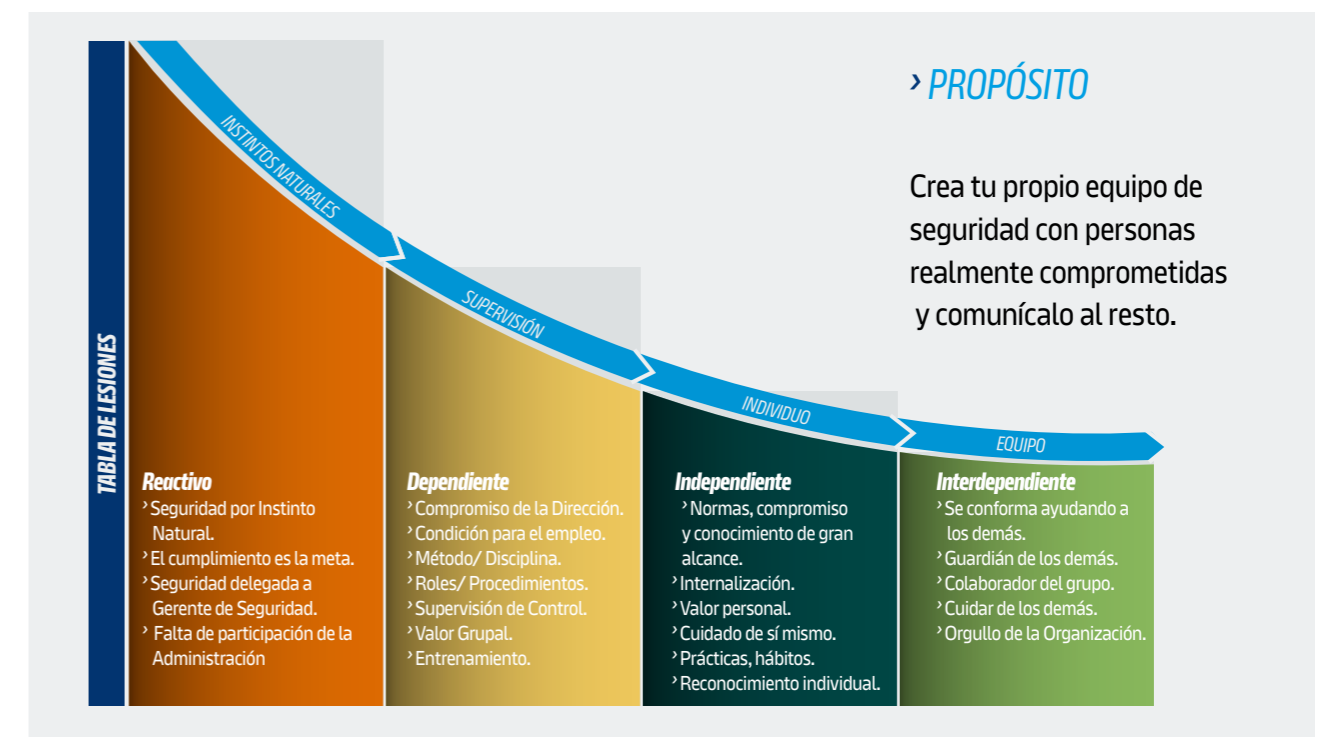 › PROPÓSITO
Crea tu propio equipo de
seguridad con personas
realmente comprometidas
y comunícalo al resto.
TABLA DE LESIONES
INSTINTOS NATURALES
SUPERVISIÓN
INDIVIDUO
EQUIPO
Reactivo
› Seguridad por Instinto
Natural.
› El cumplimiento es la meta.
› Seguridad delegada a
Gerente de Seguridad.
› Falta de participación de la
Administración
Dependiente
› Compromiso de la Dirección.
› Condición para el empleo.
› Método/ Disciplina.
› Roles/ Procedimientos.
› Supervisión de Control.
› Valor Grupal.
› Entrenamiento.
Independiente
› Normas, compromiso
y conocimiento de gran
alcance.
› Internalización.
› Valor personal.
› Cuidado de sí mismo.
› Prácticas, hábitos.
› Reconocimiento individual.
Interdependiente
› Se conforma ayudando a
los demás.
› Guardián de los demás.
› Colaborador del grupo.
› Cuidar de los demás.
› Orgullo de la Organización.